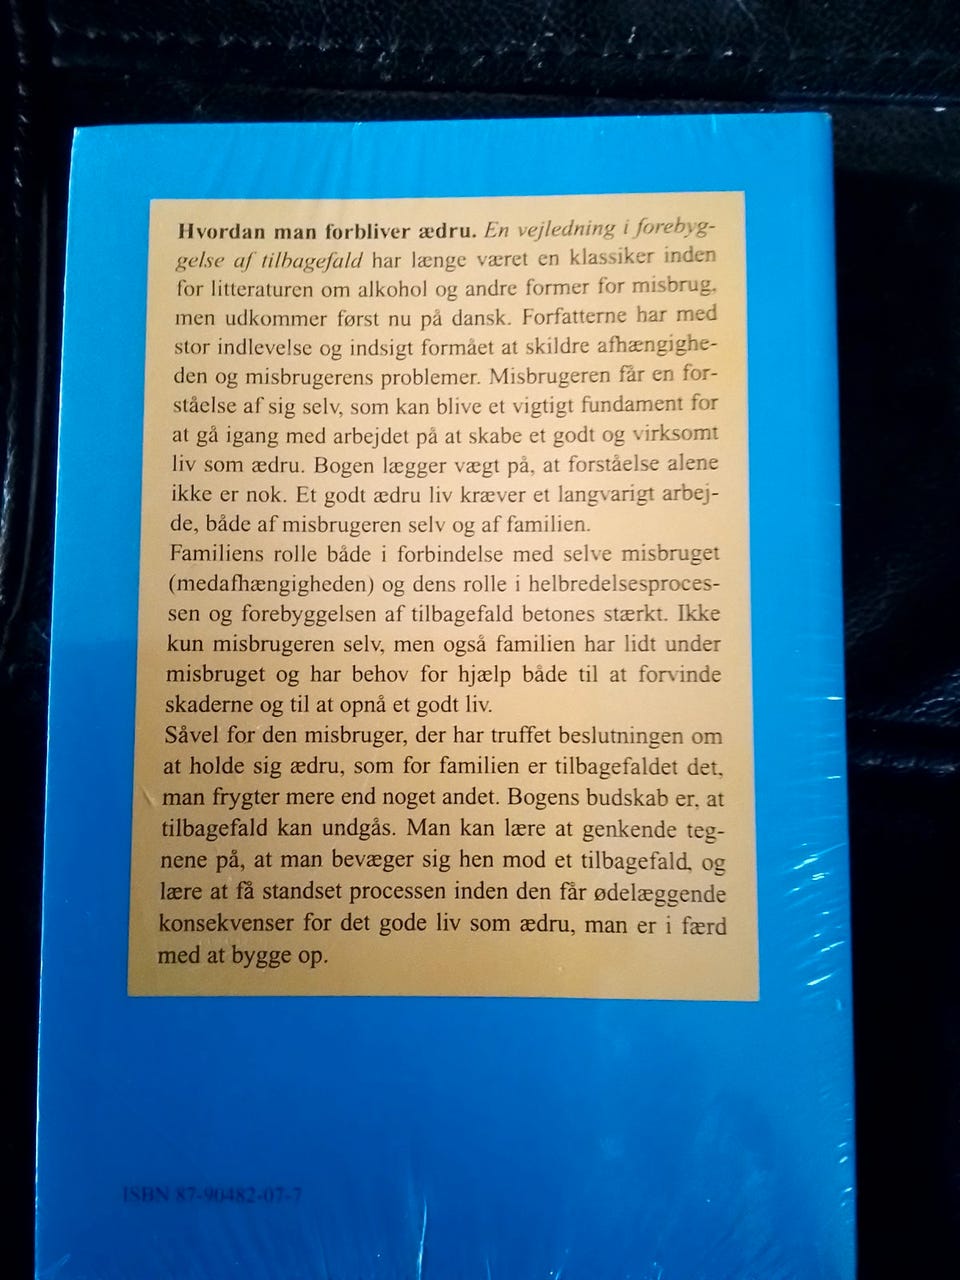 Hvordan man forbliver ædru. En vejledning i forebyg-
gelse af tilbagefald har længe været en klassiker inden
for litteraturen om alkohol og andre former for misbrug,
men udkommer først nu på dansk. Forfatterne har med
stor indlevelse og indsigt formået at skildre afhængighe-
den og misbrugerens problemer. Misbrugeren får en for-
ståelse af sig selv, som kan blive et vigtigt fundament for
at gå igang med arbejdet på at skabe et godt og virksomt
liv som ædru. Bogen lægger vægt på, at forståelse alene
ikke er nok. Et godt ædru liv kræver et langvarigt arbej-
de, både af misbrugeren selv og af familien.
Familiens rolle både i forbindelse med selve misbruget
(medafhængigheden) og dens rolle i helbredelsesproces-
sen og forebyggelsen af tilbagefald betones stærkt. Ikke
kun misbrugeren selv, men også familien har lidt under
misbruget og har behov for hjælp både til at forvinde
skaderne og til at opnå et godt liv.
Såvel for den misbruger, der har truffet beslutningen om
at holde sig ædru, som for familien er tilbagefaldet det,
man frygter mere end noget andet. Bogens budskab er, at
tilbagefald kan undgås. Man kan lære at genkende teg-
nene på, at man bevæger sig hen mod et tilbagefald, og
lære at få standset processen inden den får ødelæggende
konsekvenser for det gode liv som ædru, man er i færd
med at bygge op.
ISBN 87-90482-07-7